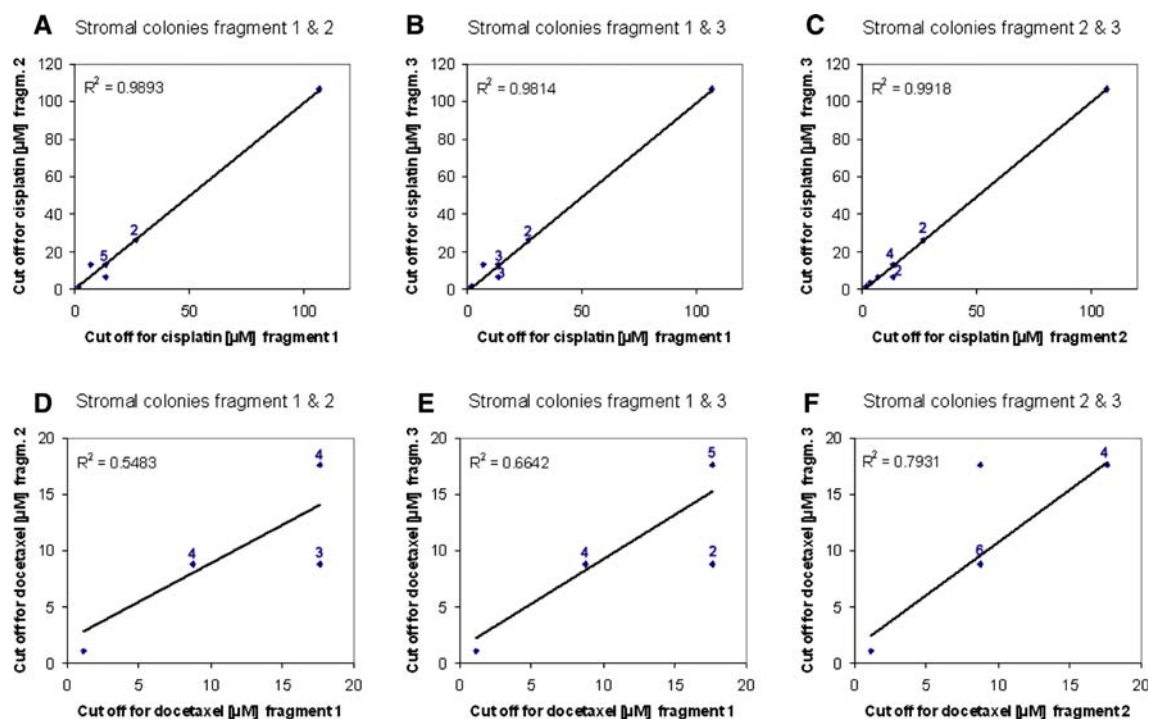 A Stromal colonies fragment 1 & 2
Cut off for cisplatin [µM] fragm. 2
120
100
80
60
40
20
0
R² = 0.9893
2
5
0 50 100
Cut off for cisplatin [µM] fragment 1
B Stromal colonies fragment 1 & 3
Cut off for cisplatin [µM] fragm. 3
120
100
80
60
40
20
0
R² = 0.9814
2
3
3
0 50 100
Cut off for cisplatin [µM] fragment 1
C Stromal colonies fragment 2 & 3
Cut off for cisplatin [µM] fragm. 3
120
100
80
60
40
20
0
R² = 0.9918
2
4
2
0 50 100
Cut off for cisplatin [µM] fragment 2
D Stromal colonies fragment 1 & 2
Cut off for docetaxel [µM] fragm. 2
20
15
10
5
0
R² = 0.5483
4
4 3
0 5 10 15 20
Cut off for docetaxel [µM] fragment 1
E Stromal colonies fragment 1 & 3
Cut off for docetaxel [µM] fragm. 3
20
15
10
5
0
R² = 0.6642
5
4 2
0 5 10 15 20
Cut off for docetaxel [µM] fragment 1
F Stromal colonies fragment 2 & 3
Cut off for docetaxel [µM] fragm. 3
20
15
10
5
0
R² = 0.7931
4
6
0 5 10 15 20
Cut off for docetaxel [µM] fragment 2